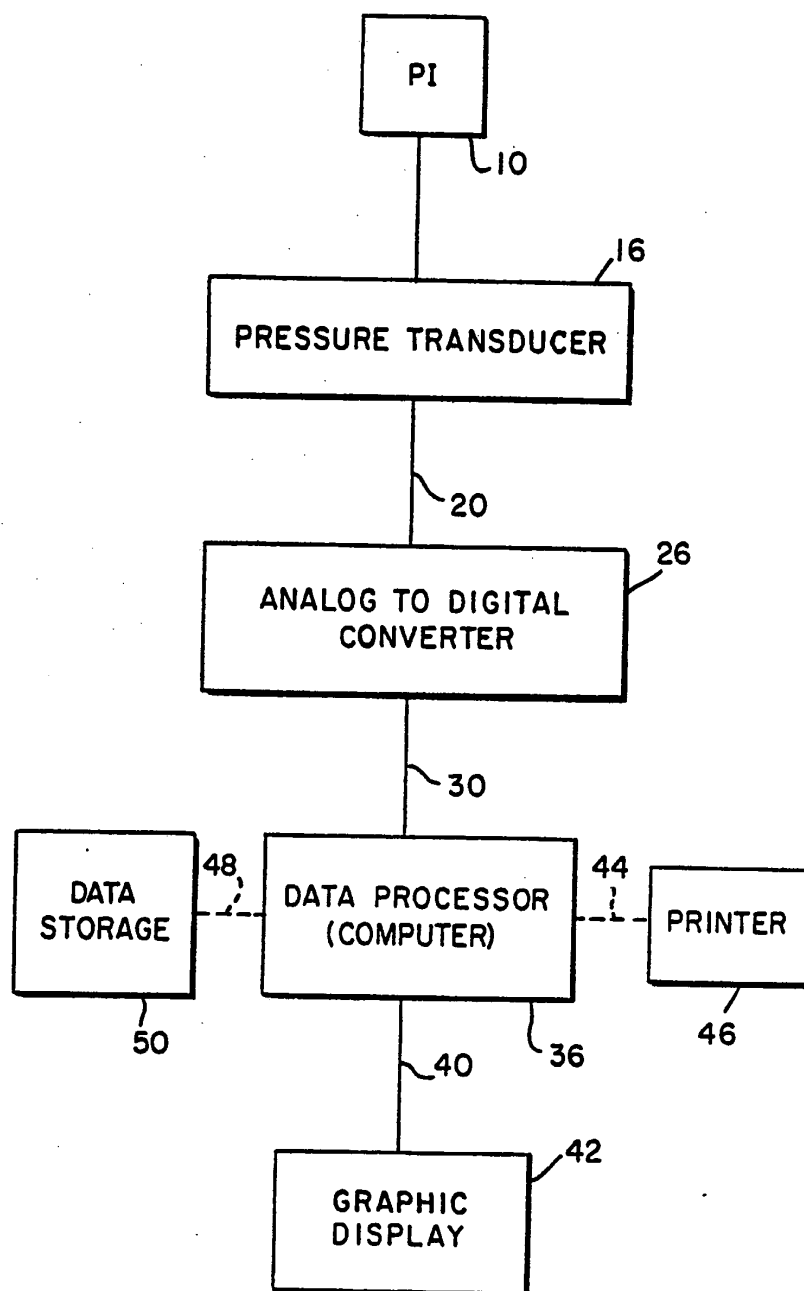 PI
10
16
PRESSURE TRANSDUCER
20
26
ANALOG TO DIGITAL
CONVERTER
30
48
44
DATA
STORAGE
DATA PROCESSOR
(COMPUTER)
PRINTER
50
36
46
40
42
GRAPHIC
DISPLAY